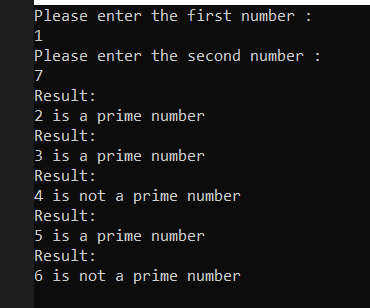 Please enter the first number :
1
Please enter the second number :
7
Result:
2 is a prime number
Result:
3 is a prime number
Result:
4 is not a prime number
Result:
5 is a prime number
Result:
6 is not a prime number